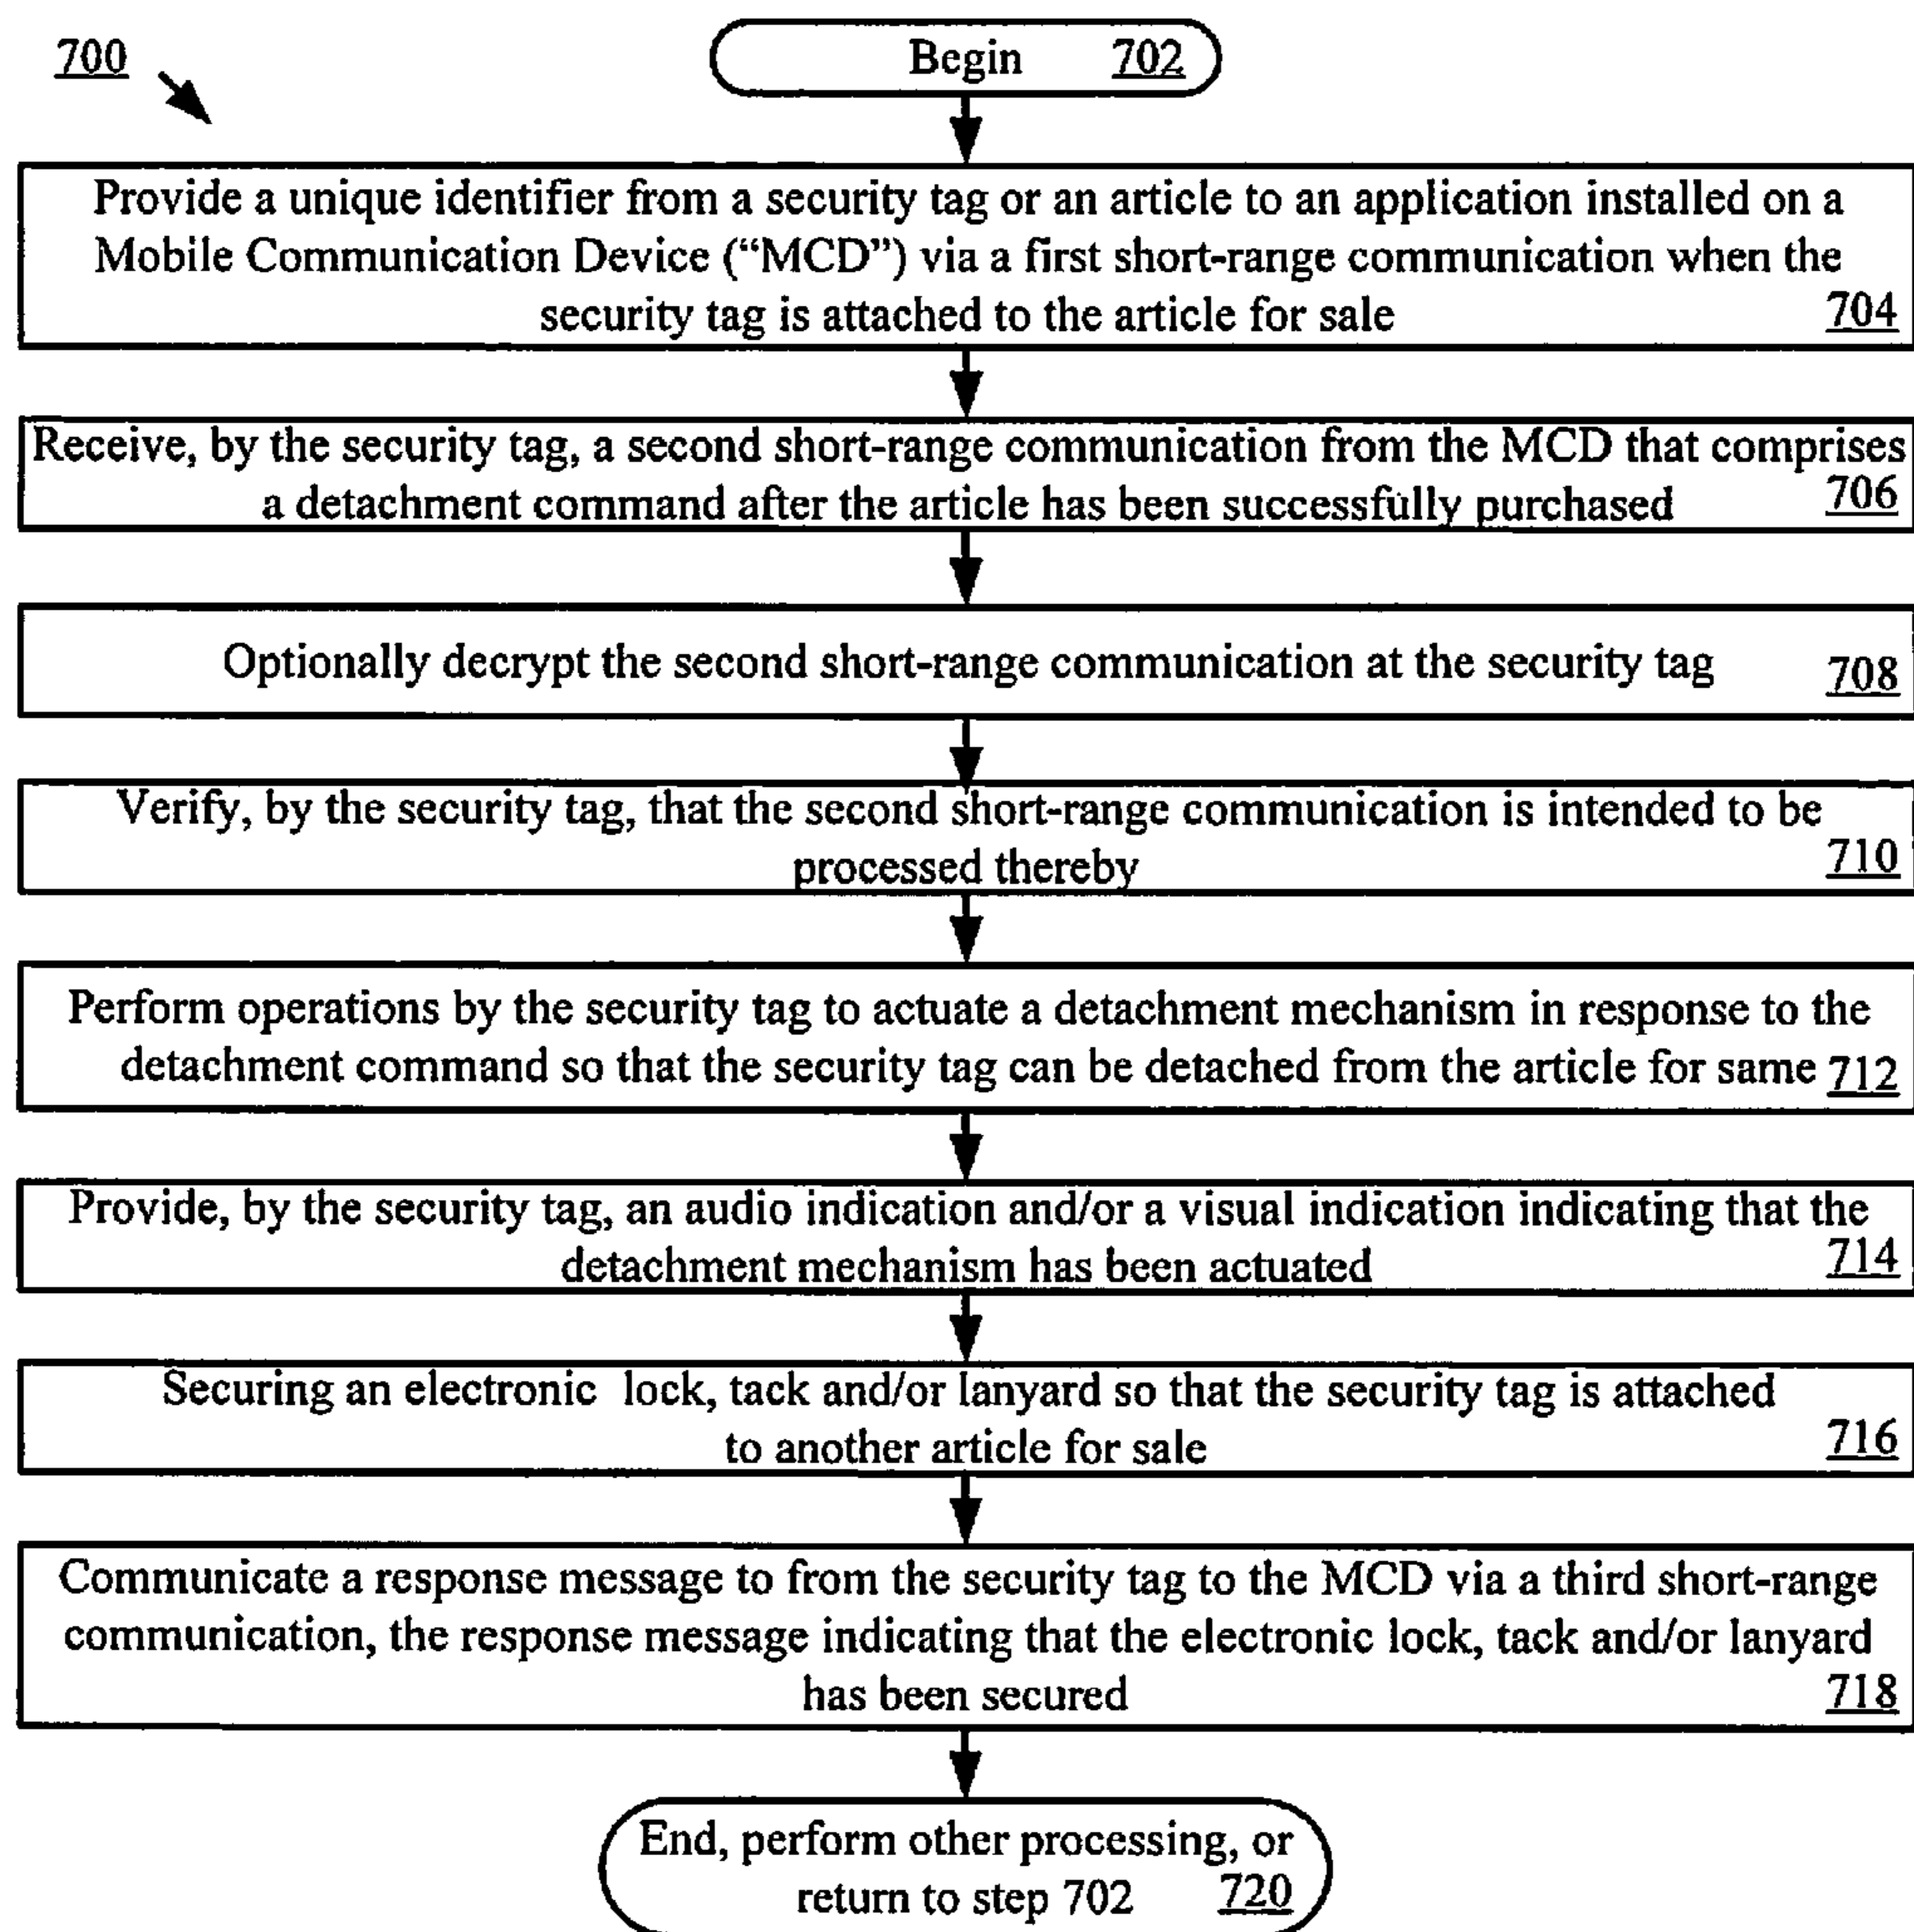 700
Begin 702
Provide a unique identifier from a security tag or an article to an application installed on a
Mobile Communication Device (“MCD”) via a first short-range communication when the
security tag is attached to the article for sale 704
Receive, by the security tag, a second short-range communication from the MCD that comprises
a detachment command after the article has been successfully purchased 706
Optionally decrypt the second short-range communication at the security tag 708
Verify, by the security tag, that the second short-range communication is intended to be
processed thereby 710
Perform operations by the security tag to actuate a detachment mechanism in response to the
detachment command so that the security tag can be detached from the article for same 712
Provide, by the security tag, an audio indication and/or a visual indication indicating that the
detachment mechanism has been actuated 714
Securing an electronic lock, tack and/or lanyard so that the security tag is attached
to another article for sale 716
Communicate a response message to from the security tag to the MCD via a third short-range
communication, the response message indicating that the electronic lock, tack and/or lanyard
has been secured 718
End, perform other processing, or
return to step 702 720